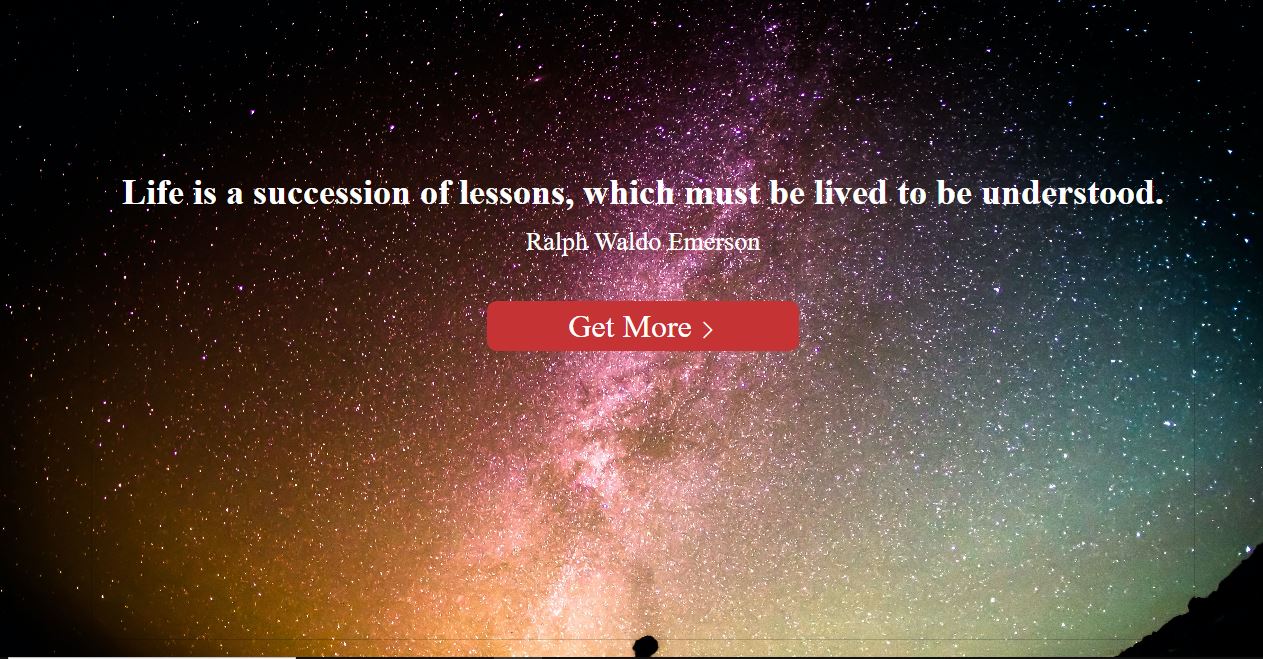 Life is a succession of lessons, which must be lived to be understood.
Ralph Waldo Emerson
Get More >